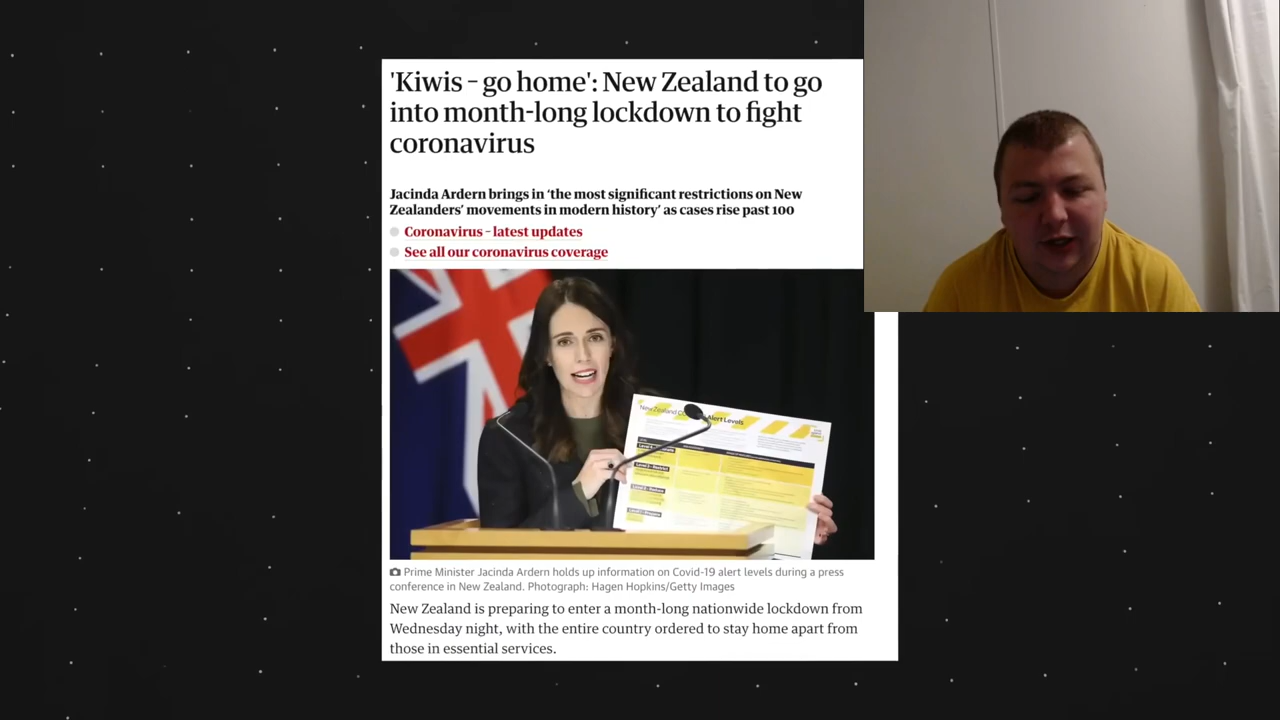 'Kiwis – go home': New Zealand to go
into month-long lockdown to fight
coronavirus
Jacinda Ardern brings in ‘the most significant restrictions on New
Zealanders’ movements in modern history’ as cases rise past 100
Coronavirus – latest updates
See all our coronavirus coverage
New Zealand
Alert Levels
Prime Minister Jacinda Ardern holds up information on Covid-19 alert levels during a press
conference in New Zealand. Photograph: Hagen Hopkins/Getty Images
New Zealand is preparing to enter a month-long nationwide lockdown from
Wednesday night, with the entire country ordered to stay home apart from
those in essential services.